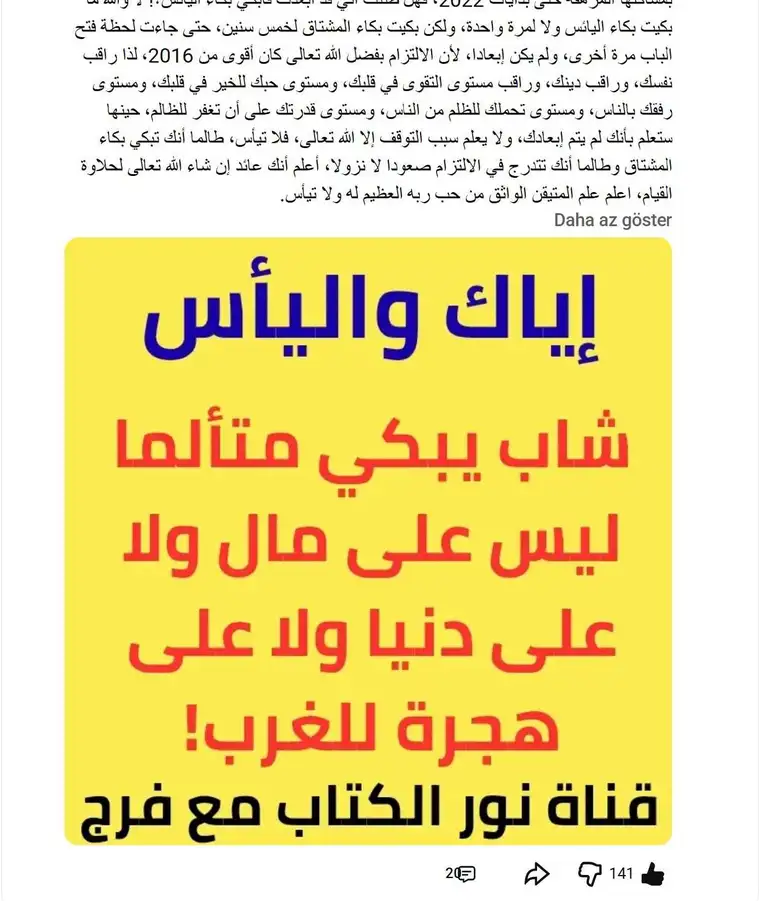 بكيت بكاء اليائس ولا لمرة واحدة، ولكن بكيت بكاء المشتاق لخمس سنين، حتى جاءت لحظة فتح
الباب مرة أخرى، ولم يكن إبعادا، لأن الالتزام بفضل الله تعالى كان أقوى من 2016، لذا راقب
نفسك، وراقب دينك، وراقب مستوى التقوى في قلبك، ومستوى حبك للخير في قلبك، ومستوى
رفقك بالناس، ومستوى تحملك للظلم من الناس، ومستوى قدرتك على أن تغفر للظالم، حينها
ستعلم بأنك لم يتم إبعادك، ولا يعلم سبب التوقف إلا الله تعالى، فلا تيأس، طالما أنك تبكي بكاء
المشتاق وطالما أنك تتدرج في الالتزام صعودا لا نزولا، أعلم أنك عائد إن شاء الله تعالى لحلاوة
القيام، اعلم علم المتيقن الواثق من حب ربه العظيم له ولا تيأس.
Daha az göster
إياك واليأس
شاب يبكي متألما
ليس على مال ولا
على دنيا ولا على
هجرة للغرب!
قناة نور الكتاب مع فرج
141
20